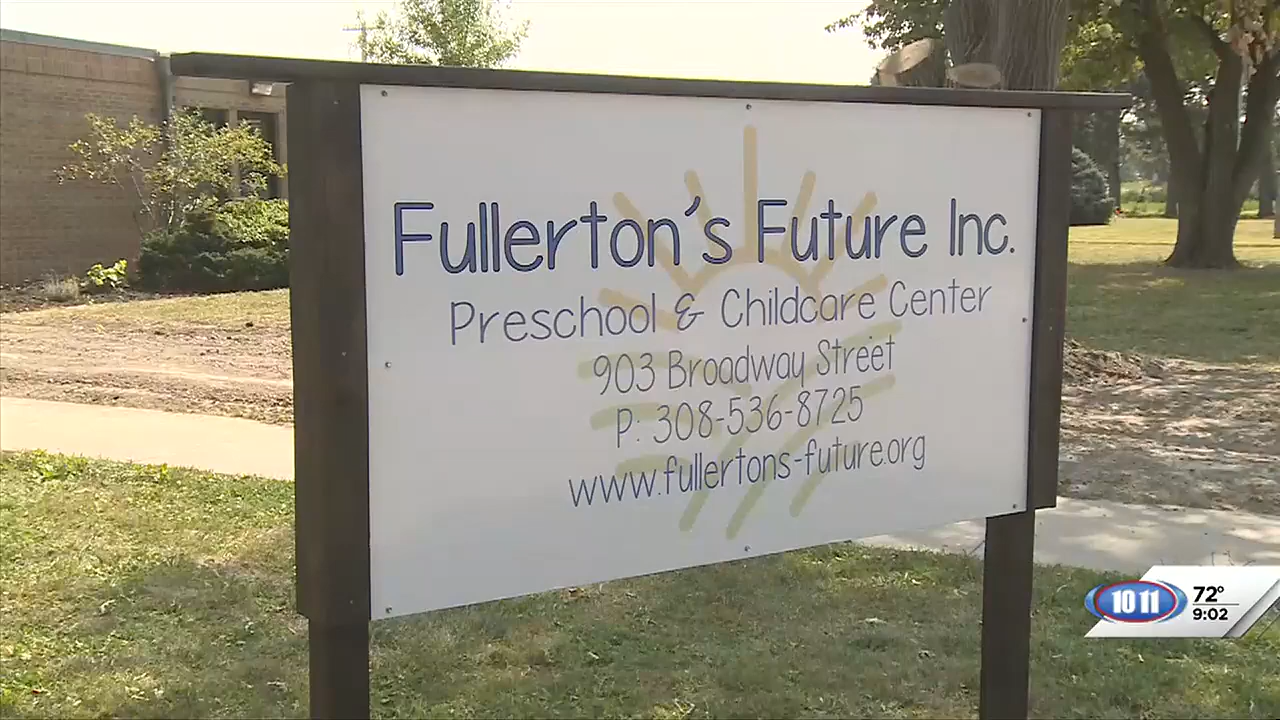 Fullerton's Future Inc.
Preschool & Childcare Center
903 Broadway Street
P: 308-536-8725
www.fullertons-future.org
10 11
72°
9:02